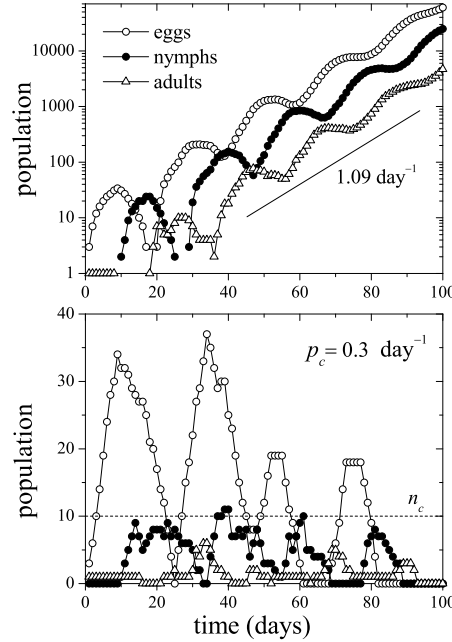 eggs
nymphs
adults
population
10000
1000
100
10
1
1.09 day⁻¹
0 20 40 60 80 100
p_c = 0.3 day⁻¹
population
40
30
20
10
0
n_c
0 20 40 60 80 100
time (days)